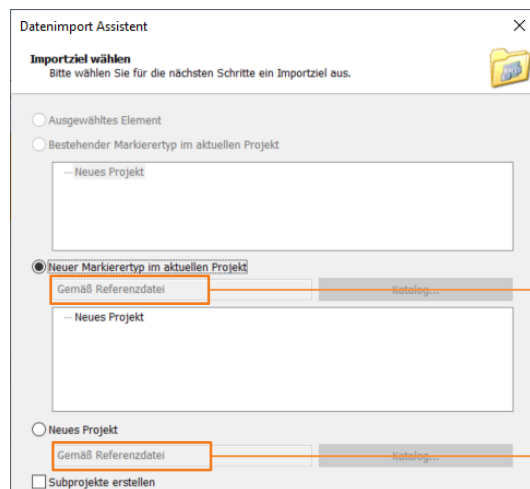 Datenimport Assistent
Importziel wählen
Bitte wählen Sie für die nächsten Schritte ein Importziel aus.
Ausgewähltes Element
Bestehender Markierertyp im aktuellen Projekt
Neues Projekt
Neuer Markierertyp im aktuellen Projekt
Gemäß Referenzdatei Katalog...
Neues Projekt
Neues Projekt
Gemäß Referenzdatei Katalog...
Subprojekte erstellen